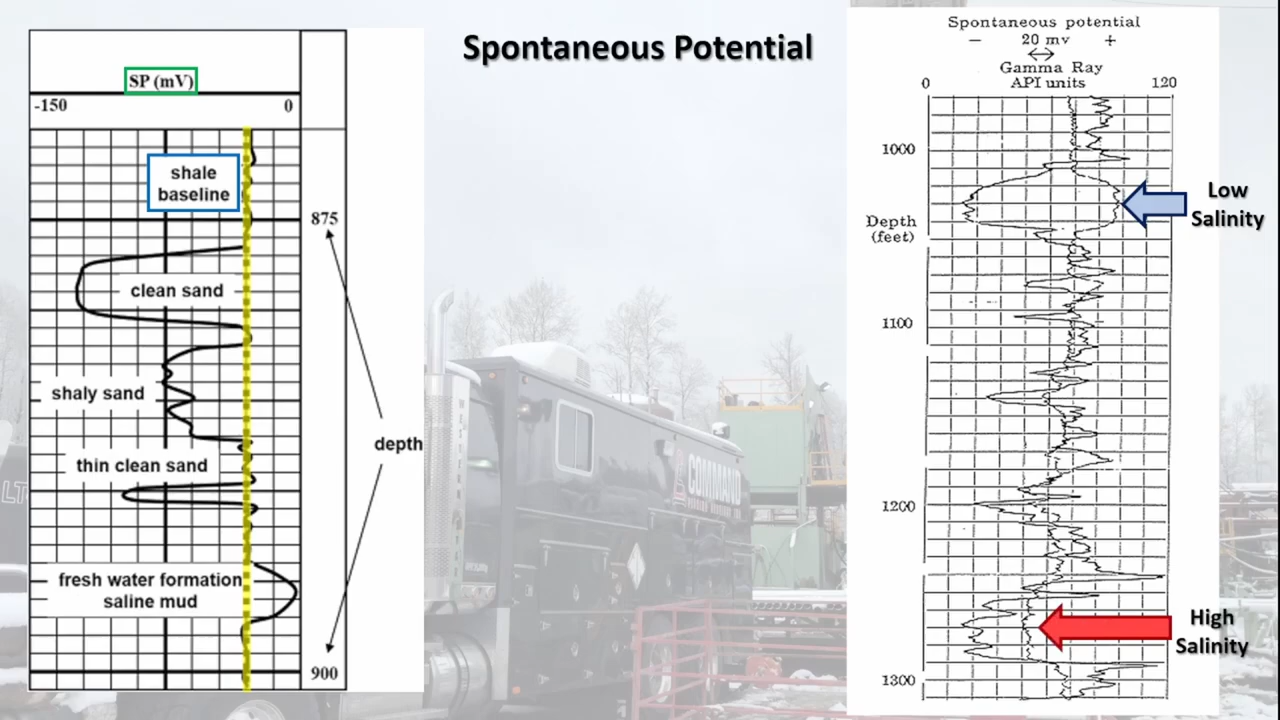 Spontaneous Potential
SP (mV)
-150
0
shale
baseline
875
clean sand
shaly sand
depth
thin clean sand
fresh water formation
saline mud
900
Spontaneous potential
− 20 mv +
Gamma Ray
0 API units 120
1000
Depth
(feet)
1100
1200
1300
Low
Salinity
High
Salinity
COMMAND
LT